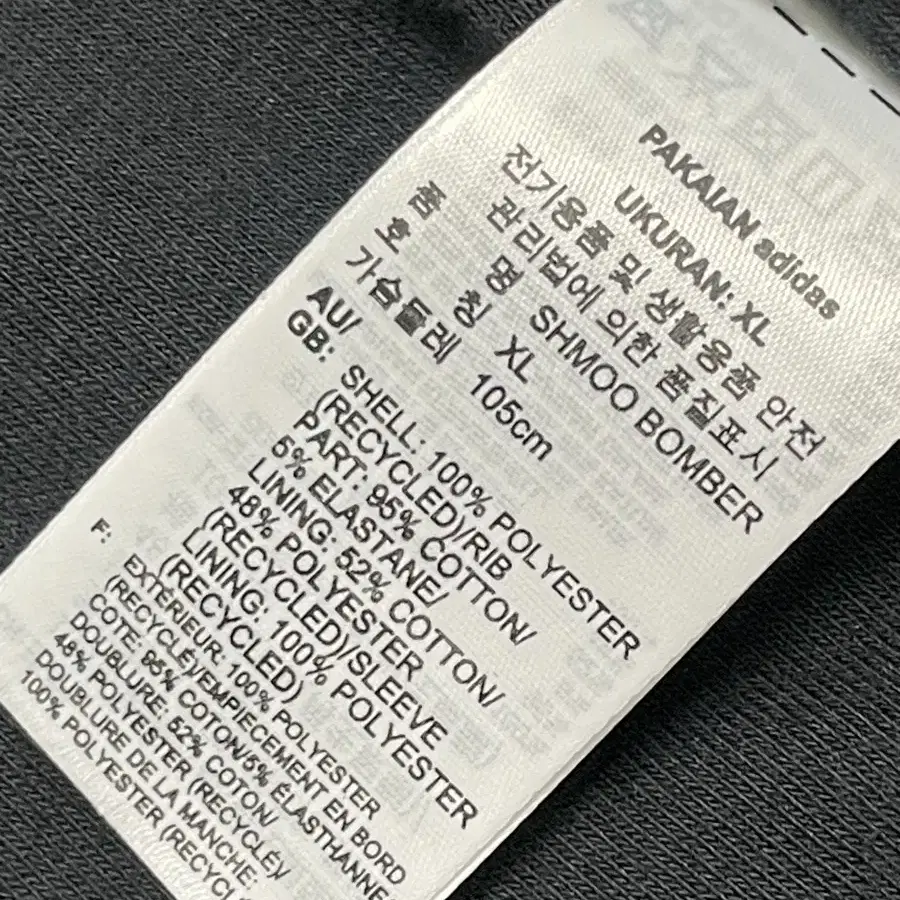 PAKAIAN adidas
UKURAN: XL
전기용품 및 생활용품 안전
관리법에 의한 품질표시
품 명 SHMOO BOMBER
호 칭 XL
가슴둘레 105cm
AU/
GB: SHELL: 100% POLYESTER
(RECYCLED)/RIB
PART: 95% COTTON/
5% ELASTANE/
LINING: 52% COTTON/
48% POLYESTER
(RECYCLED)/SLEEVE
LINING: 100% POLYESTER
(RECYCLED)
F: EXTÉRIEUR: 100% POLYESTER
(RECYCLÉ)/EMPIÈCEMENT EN BORD
COTE: 95% COTON/5% ÉLASTHANNE
DOUBLURE: 52% COTON/
48% POLYESTER (RECYCLÉ)/
DOUBLURE DE LA MANCHE:
100% POLYESTER (RECYCL